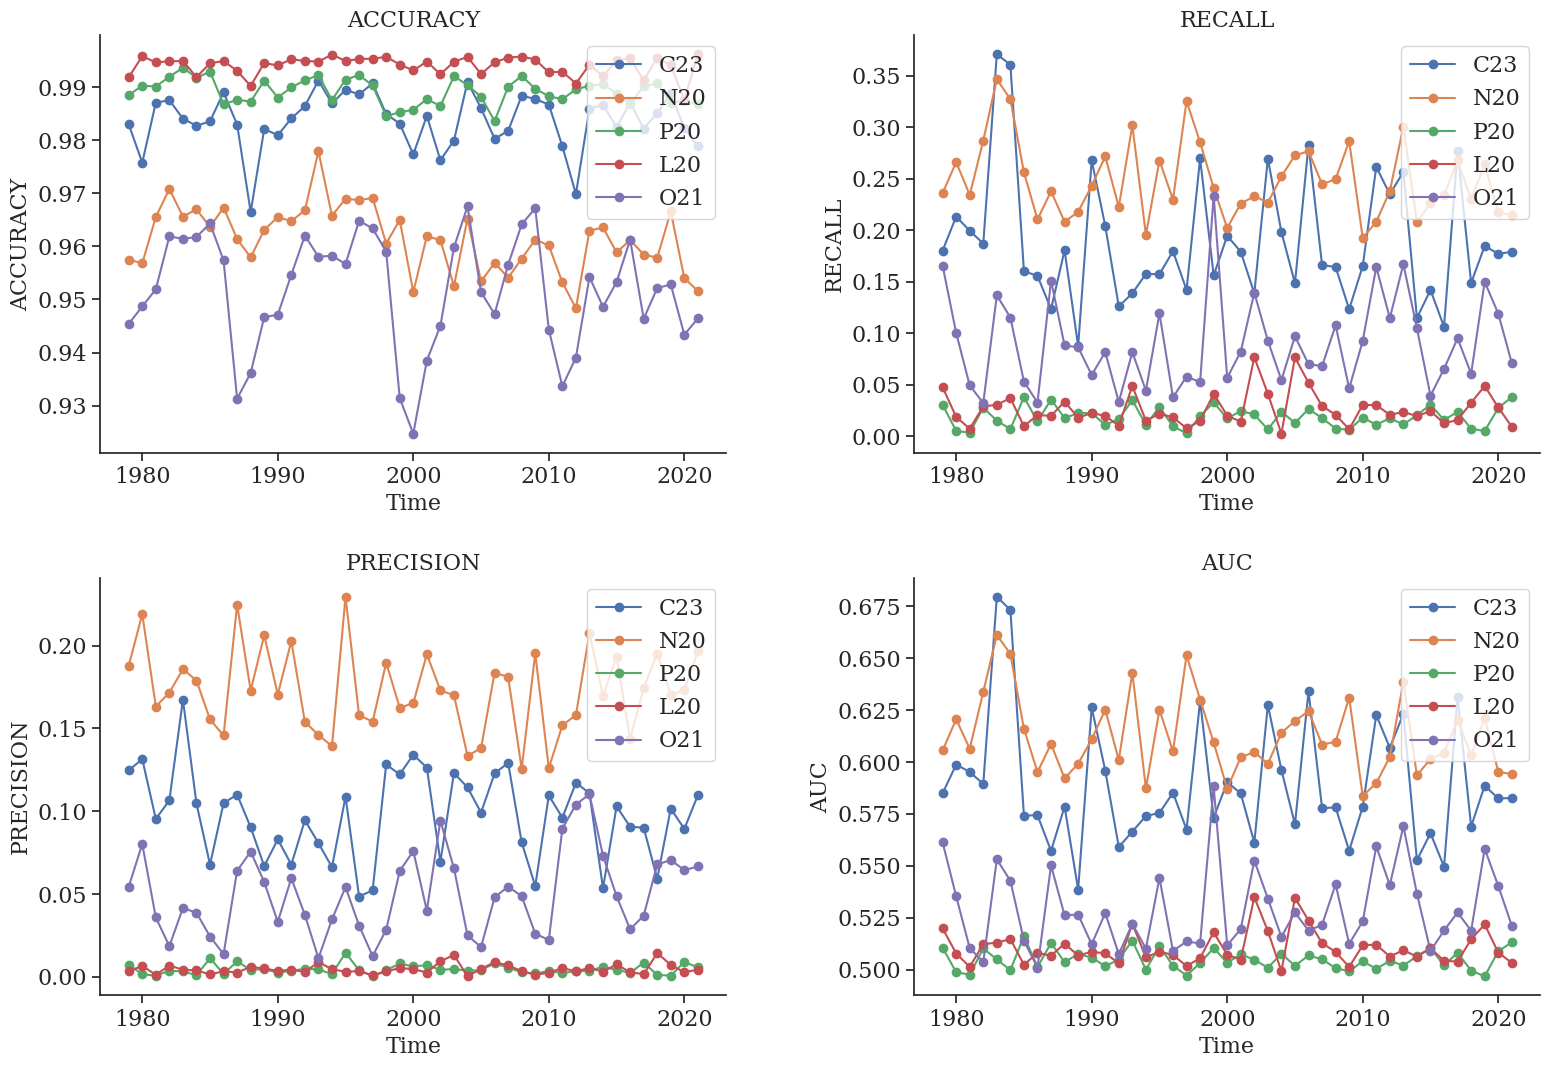 ACCURACY
ACCURACY
0.99
0.98
0.97
0.96
0.95
0.94
0.93
C23
N20
P20
L20
O21
1980 1990 2000 2010 2020
Time
RECALL
RECALL
0.35
0.30
0.25
0.20
0.15
0.10
0.05
0.00
C23
N20
P20
L20
O21
1980 1990 2000 2010 2020
Time
PRECISION
PRECISION
0.20
0.15
0.10
0.05
0.00
C23
N20
P20
L20
O21
1980 1990 2000 2010 2020
Time
AUC
AUC
0.675
0.650
0.625
0.600
0.575
0.550
0.525
0.500
C23
N20
P20
L20
O21
1980 1990 2000 2010 2020
Time